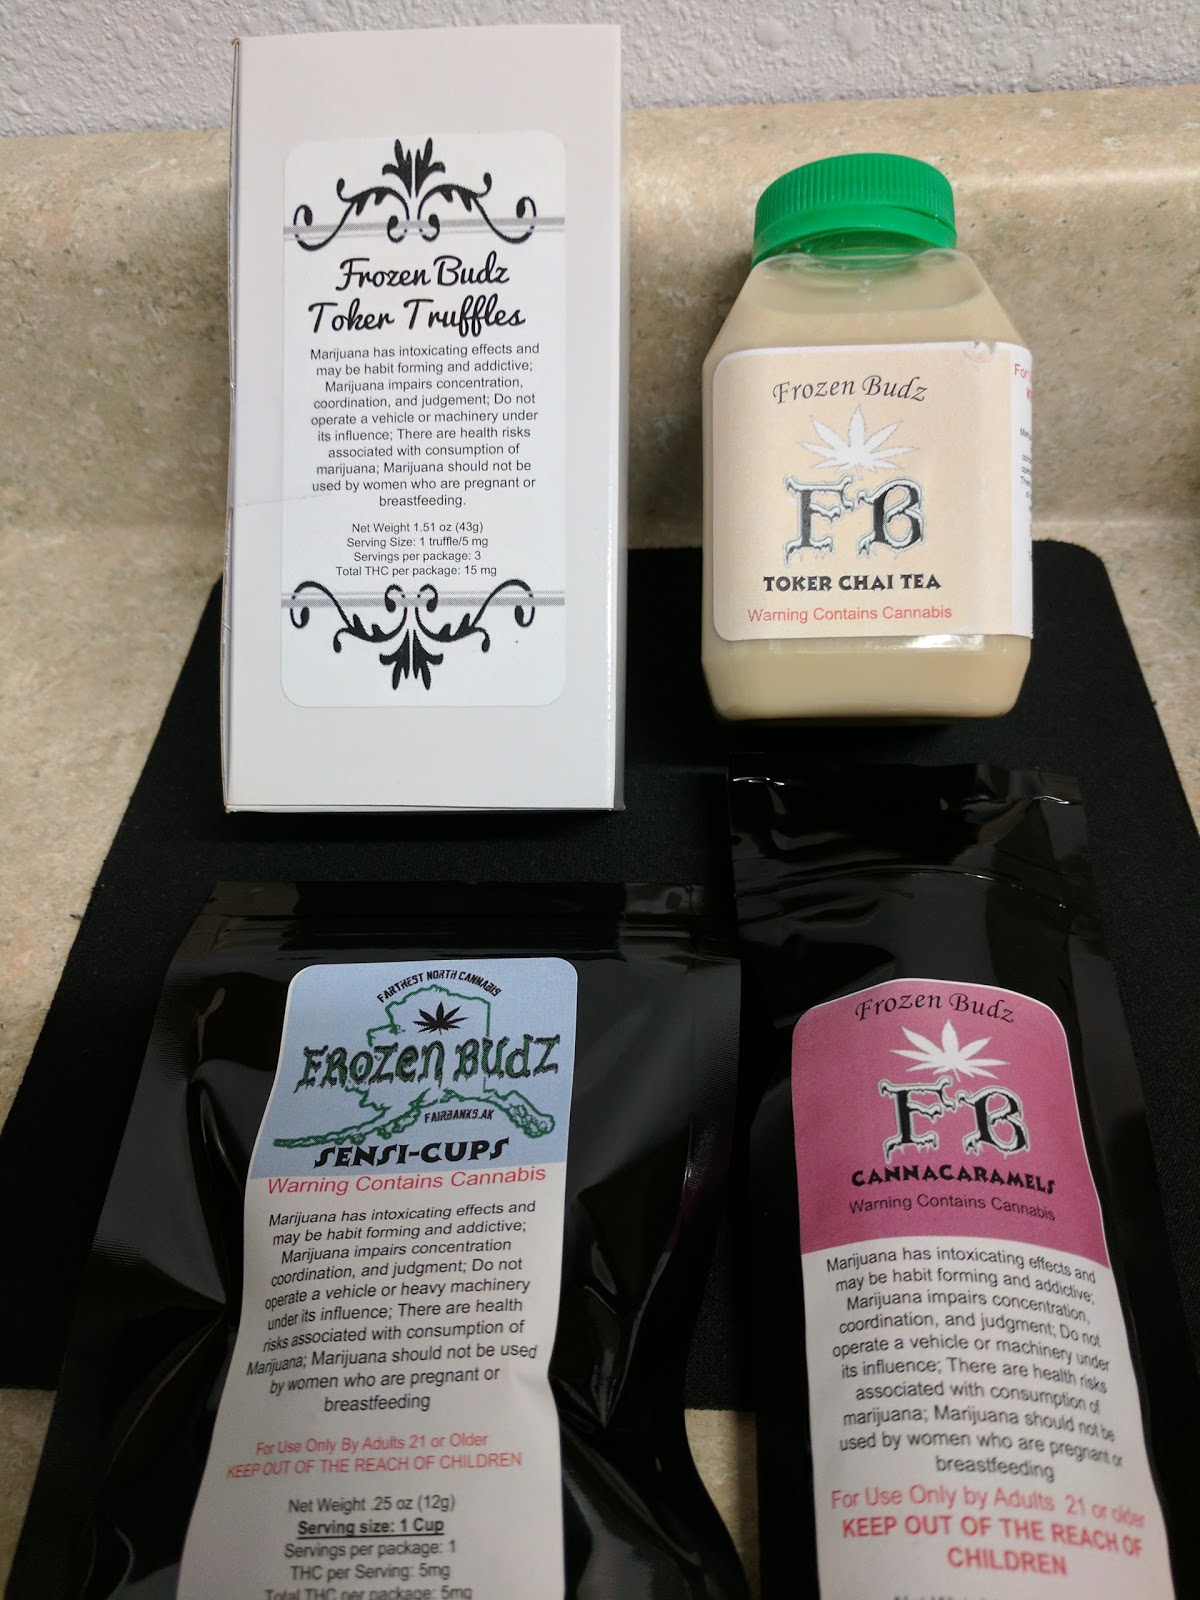 Frozen Budz
Toker Truffles
Marijuana has intoxicating effects and
may be habit forming and addictive;
Marijuana impairs concentration,
coordination, and judgement; Do not
operate a vehicle or machinery under
its influence; There are health risks
associated with consumption of
marijuana; Marijuana should not be
used by women who are pregnant or
breastfeeding.
Net Weight 1.51 oz (43g)
Serving Size: 1 truffle/5 mg
Servings per package: 3
Total THC per package: 15 mg
Frozen Budz
FB
TOKER CHAI TEA
Warning Contains Cannabis
FARTHEST NORTH CANNABIS
FROZEN BUDZ
FAIRBANKS, AK
SENSI-CUPS
Warning Contains Cannabis
Marijuana has intoxicating effects and
may be habit forming and addictive;
Marijuana impairs concentration
coordination, and judgment; Do not
operate a vehicle or heavy machinery
under its influence; There are health
risks associated with consumption of
Marijuana; Marijuana should not be used
by women who are pregnant or
breastfeeding
For Use Only By Adults 21 or Older
KEEP OUT OF THE REACH OF CHILDREN
Net Weight .25 oz (12g)
Serving size: 1 Cup
Servings per package: 1
THC per Serving: 5mg
Total THC per package: 5mg
Frozen Budz
FB
CANNACARAMELS
Warning Contains Cannabis
Marijuana has intoxicating effects and
may be habit forming and addictive;
Marijuana impairs concentration,
coordination, and judgment; Do not
operate a vehicle or machinery under
its influence; There are health risks
associated with consumption of
marijuana; Marijuana should not be
used by women who are pregnant or
breastfeeding
For Use Only by Adults 21 or older
KEEP OUT OF THE REACH OF
CHILDREN